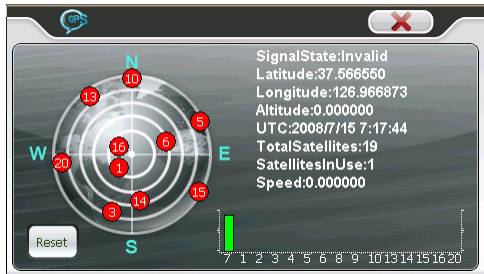 GPS
N
10
13
5
6
16
W
E
20
1
15
14
3
S
Reset
SignalState:Invalid
Latitude:37.566550
Longitude:126.966873
Altitude:0.000000
UTC:2008/7/15 7:17:44
TotalSatellites:19
SatellitesInUse:1
Speed:0.000000
7 1 2 3 4 5 6 8 9 10 13 14 15 16 20